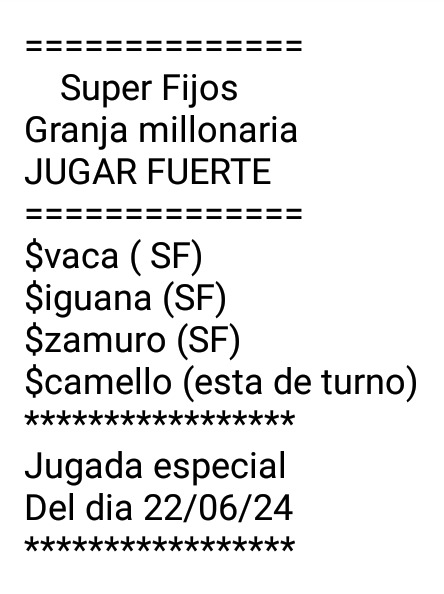 ==============
Super Fijos
Granja millonaria
JUGAR FUERTE
==============
$vaca ( SF)
$iguana (SF)
$zamuro (SF)
$camello (esta de turno)
*****************
Jugada especial
Del dia 22/06/24
*****************